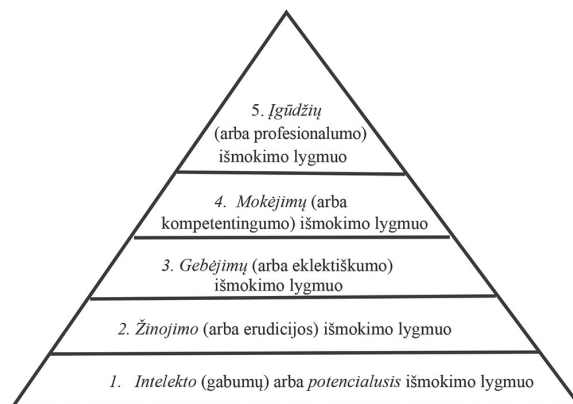 5. Įgūdžių
(arba profesionalumo)
išmokimo lygmuo
4. Mokėjimų (arba
kompetentingumo) išmokimo lygmuo
3. Gebėjimų (arba eklektiškumo)
išmokimo lygmuo
2. Žinojimo (arba erudicijos) išmokimo lygmuo
1. Intelekto (gabumų) arba potencialusis išmokimo lygmuo